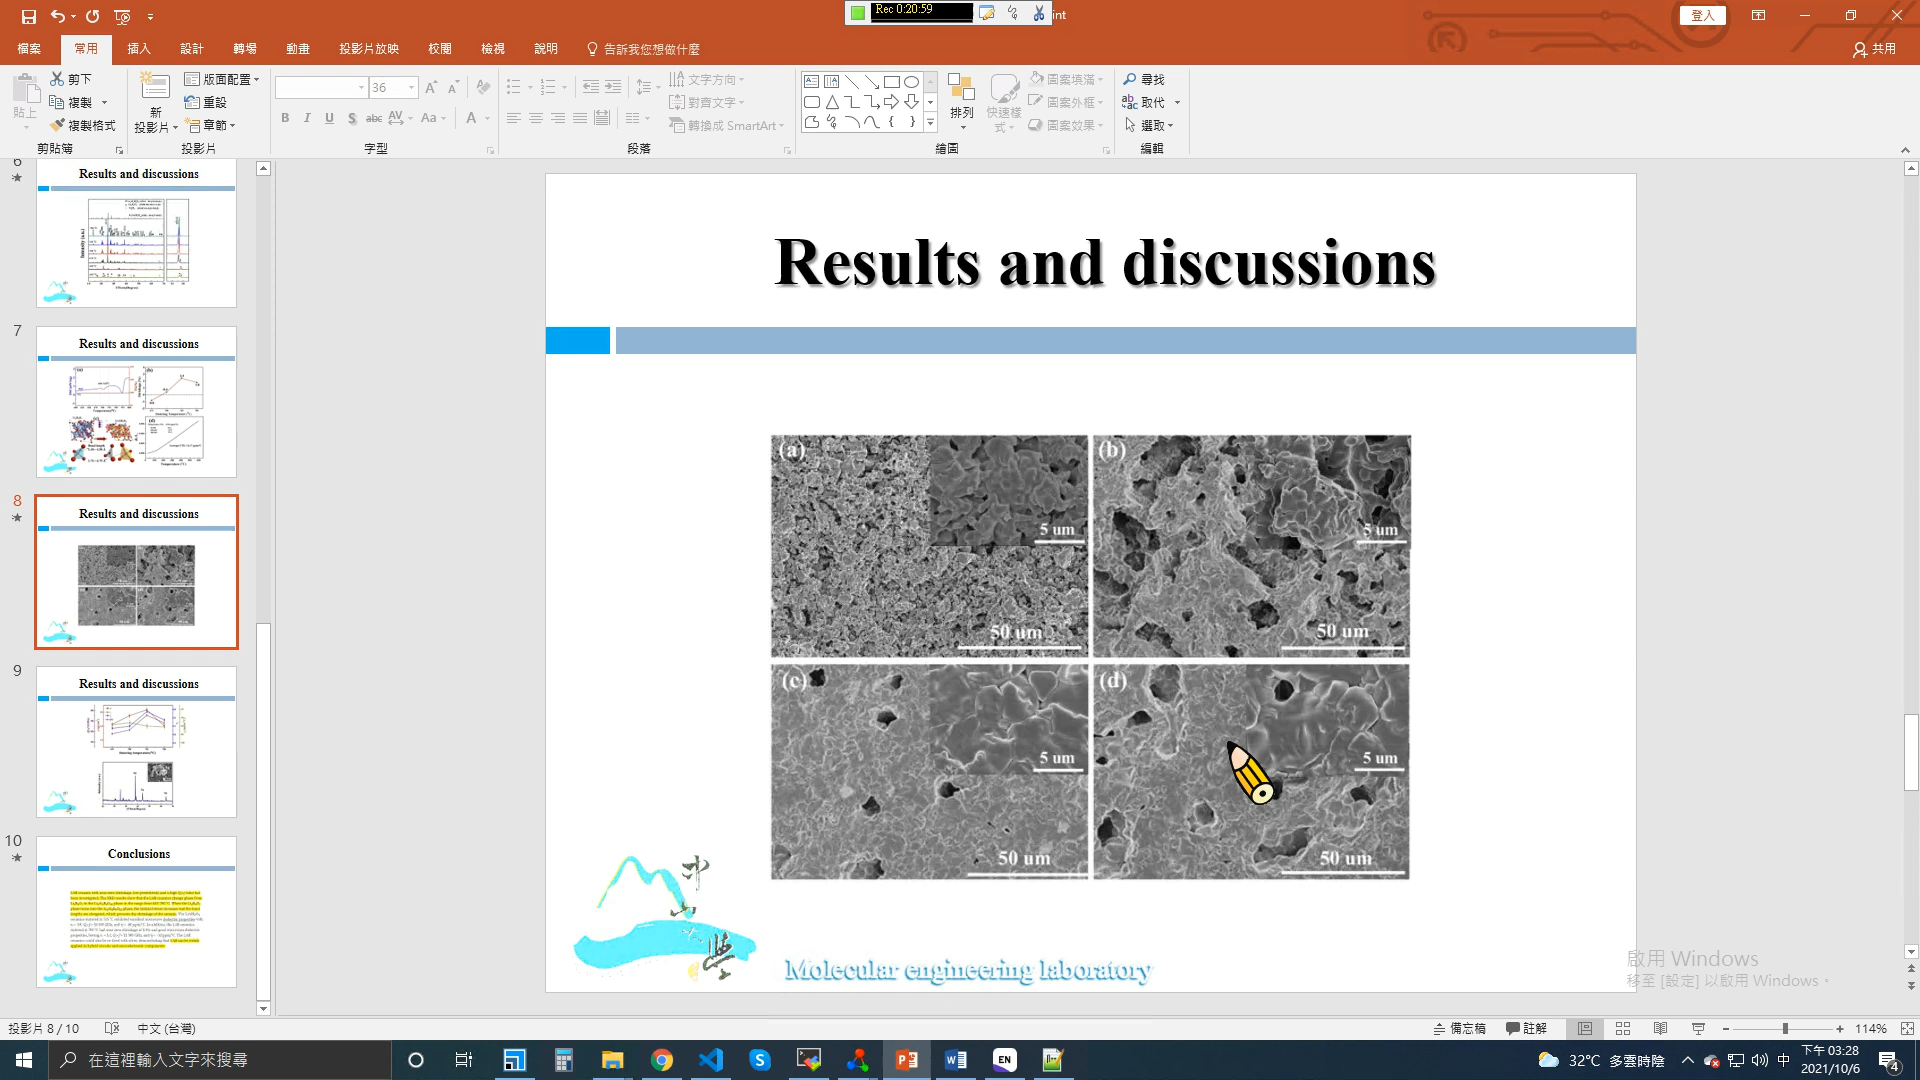 Rec 0:20:59
int
登入
檔案
常用
插入
設計
轉場
動畫
投影片放映
校閱
檢視
說明
告訴我您想做什麼
共用
貼上
剪下
複製
複製格式
剪貼簿
新
投影片
版面配置
重設
章節
投影片
36
B I U S abc AV Aa A
字型
文字方向
對齊文字
轉換成 SmartArt
段落
排列
快速樣
式
圖案填滿
圖案外框
圖案效果
繪圖
尋找
取代
選取
編輯
6
Results and discussions
7
Results and discussions
8
Results and discussions
9
Results and discussions
10
Conclusions
Results and discussions
(a)
5 um
50 um
(b)
5 um
50 um
(c)
5 um
50 um
(d)
5 um
50 um
中
山
Molecular engineering laboratory
啟用 Windows
移至 [設定] 以啟用 Windows。
投影片 8 / 10
中文 (台灣)
備忘稿
註解
114%
在這裡輸入文字來搜尋
EN
32°C 多雲時陰
中
下午 03:28
2021/10/6
4